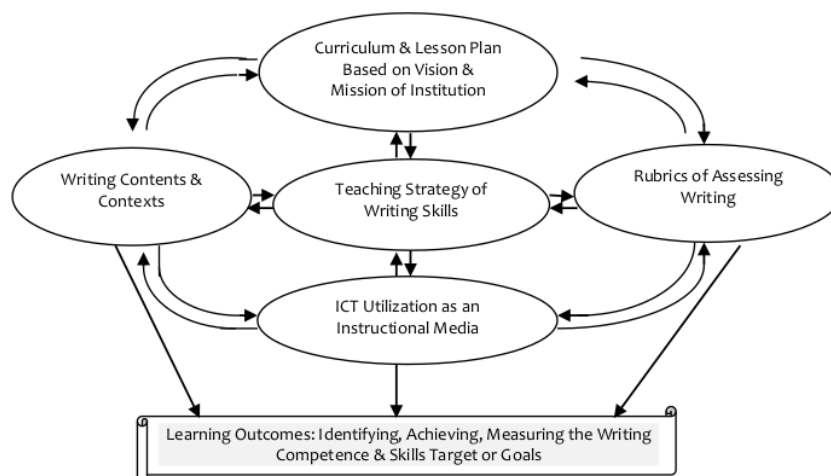 Curriculum & Lesson Plan
Based on Vision &
Mission of Institution
Writing Contents &
Contexts
Teaching Strategy of
Writing Skills
Rubrics of Assessing
Writing
ICT Utilization as an
Instructional Media
Learning Outcomes: Identifying, Achieving, Measuring the Writing
Competence & Skills Target or Goals